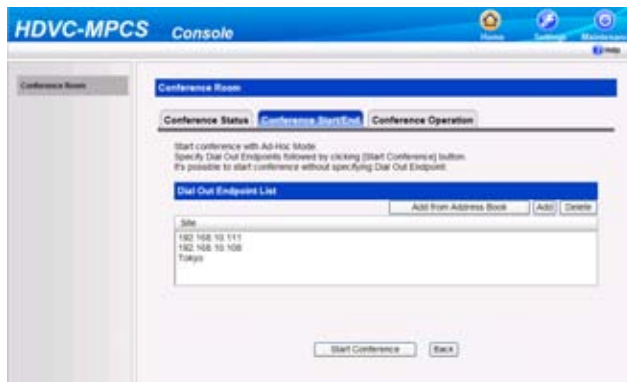 HDVC-MPCS Console
Home Settings Maintenance
Help
Conference Room
Conference Room
Conference Status Conference Start/End Conference Operation
Start conference with Ad-Hoc Mode.
Specify Dial Out Endpoints followed by clicking [Start Conference] button.
It's possible to start conference without specifying Dial Out Endpoint.
Dial Out Endpoint List
Add from Address Book Add Delete
Site
192.168.10.111
192.168.10.108
Tokyo
Start Conference Back